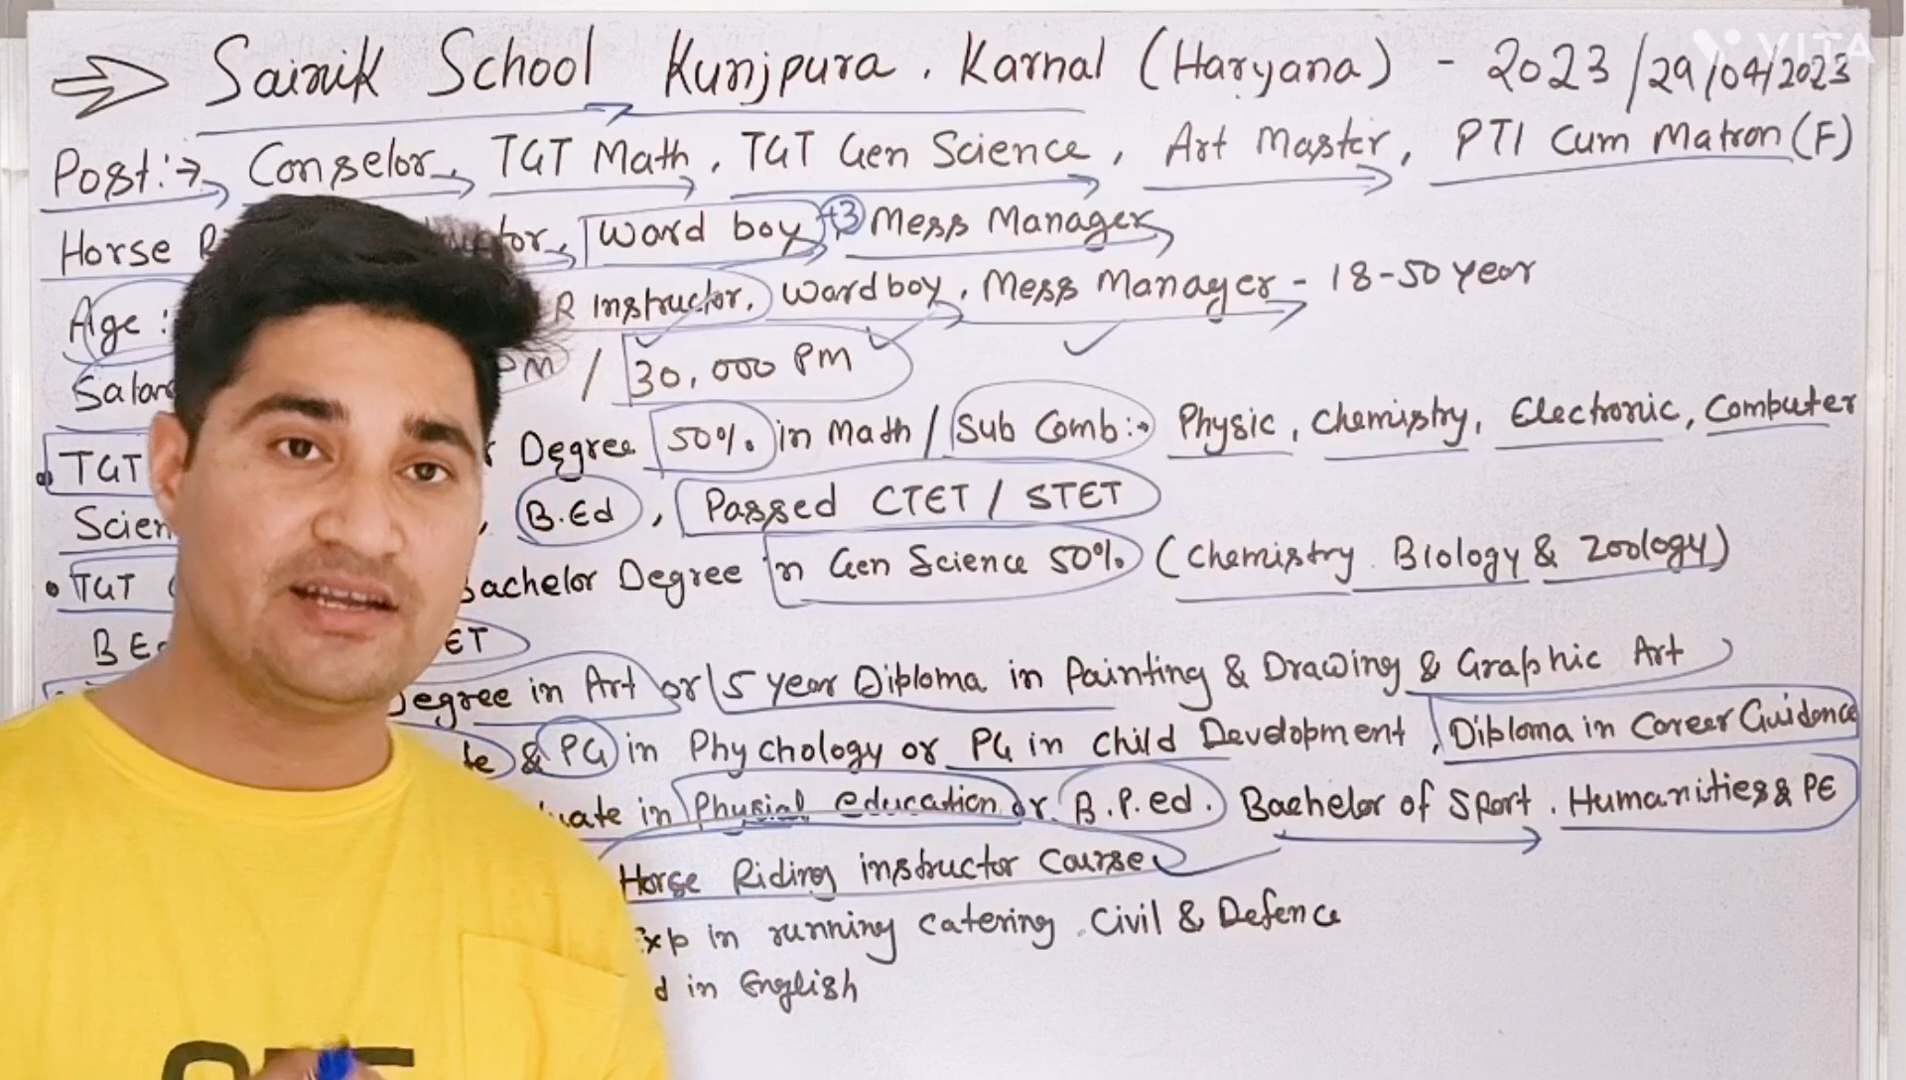 Sainik School Kunjpura. Karnal (Haryana) - 2023 /29/04/2023
VITA
Post:→ Conselor, TGT Math, TGT Gen Science, Art Master, PTI Cum Matron (F)
Horse R tor, Ward boy +3 Mess Manager
Age: R Instructor, Wardboy, Mess Manager - 18-50 year
Salar PM / 30,000 PM
• TGT r Degree 50% in Math / Sub Comb:→ Physic, Chemistry, Electronic, Computer
Scien , B.Ed, Passed CTET / STET
• TGT Bachelor Degree in Gen Science 50% (Chemistry. Biology & Zoology)
B Ed ET
Degree in Art or 5 year Diploma in Painting & Drawing & Graphic Art
te & PG in Phychology or PG in Child Development, Diploma in Career Guidence
uate in Physial education or B.P.ed. Bachelor of Sport. Humanities & PE
Horse Riding instructor Course
Exp in running catering. Civil & Defence
d in English